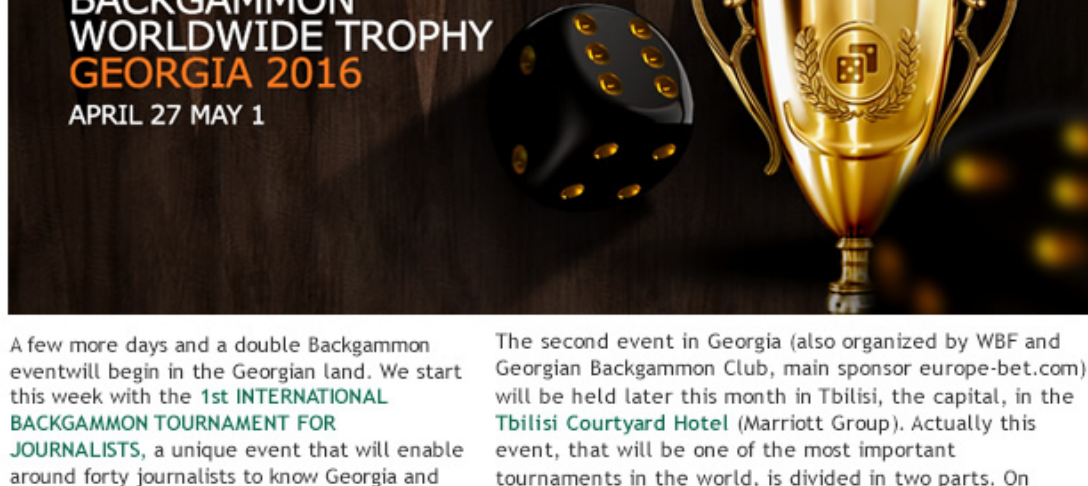 BACKGAMMON
WORLDWIDE TROPHY
GEORGIA 2016
APRIL 27 MAY 1
A few more days and a double Backgammon
eventwill begin in the Georgian land. We start
this week with the 1st INTERNATIONAL
BACKGAMMON TOURNAMENT FOR
JOURNALISTS, a unique event that will enable
around forty journalists to know Georgia and
The second event in Georgia (also organized by WBF and
Georgian Backgammon Club, main sponsor europe-bet.com)
will be held later this month in Tbilisi, the capital, in the
Tbilisi Courtyard Hotel (Marriott Group). Actually this
event, that will be one of the most important
tournaments in the world, is divided in two parts. On